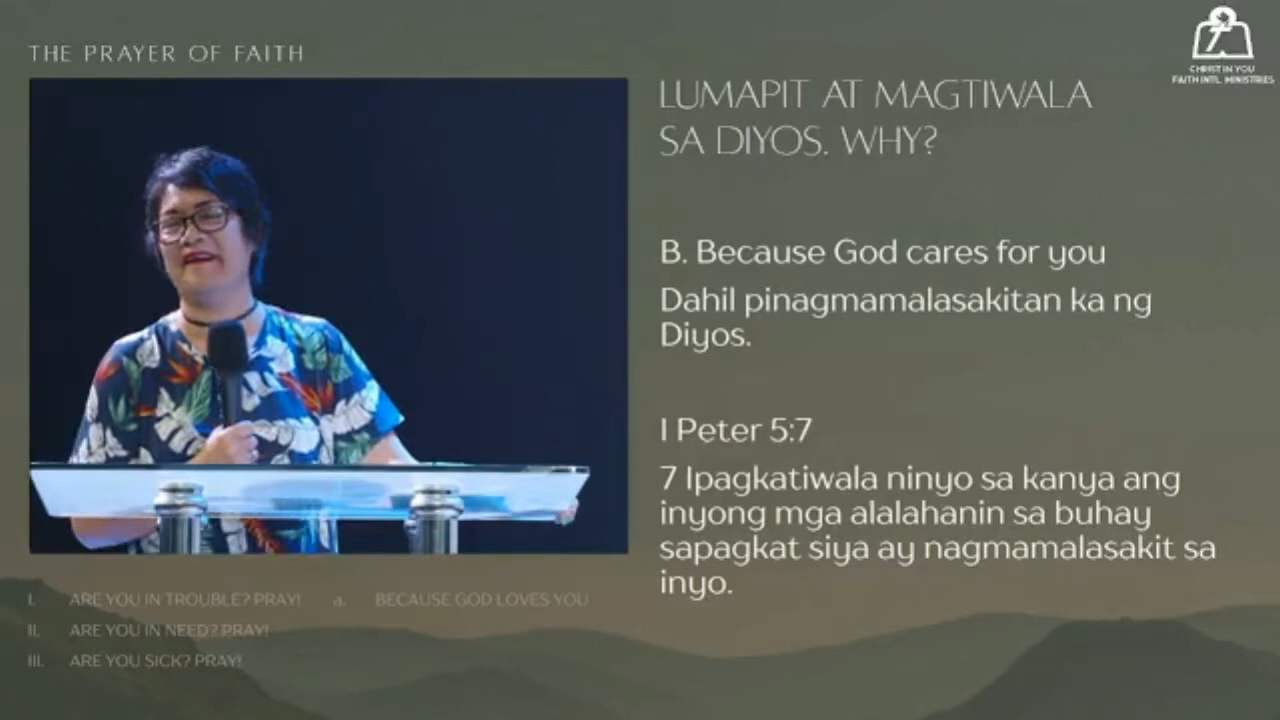 THE PRAYER OF FAITH
CHRIST IN YOU
FAITH INTL. MINISTRIES
LUMAPIT AT MAGTIWALA
SA DIYOS. WHY?
B. Because God cares for you
Dahil pinagmamalasakitan ka ng
Diyos.
I Peter 5:7
7 Ipagkatiwala ninyo sa kanya ang
inyong mga alalahanin sa buhay
sapagkat siya ay nagmamalasakit sa
inyo.
I. ARE YOU IN TROUBLE? PRAY! a. BECAUSE GOD LOVES YOU
II. ARE YOU IN NEED? PRAY!
III. ARE YOU SICK? PRAY!